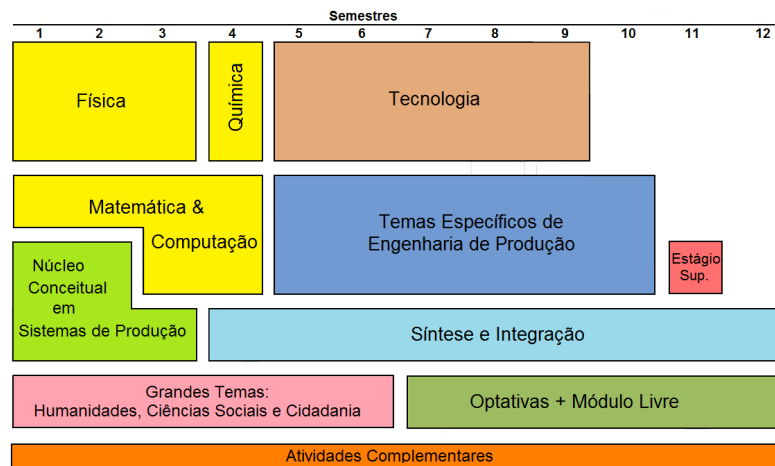 Semestres
1 2 3 4 5 6 7 8 9 10 11 12
Física
Química
Tecnologia
Matemática &
Computação
Temas Específicos de
Engenharia de Produção
Estágio
Sup.
Núcleo
Conceitual
em
Sistemas de Produção
Síntese e Integração
Grandes Temas:
Humanidades, Ciências Sociais e Cidadania
Optativas + Módulo Livre
Atividades Complementares